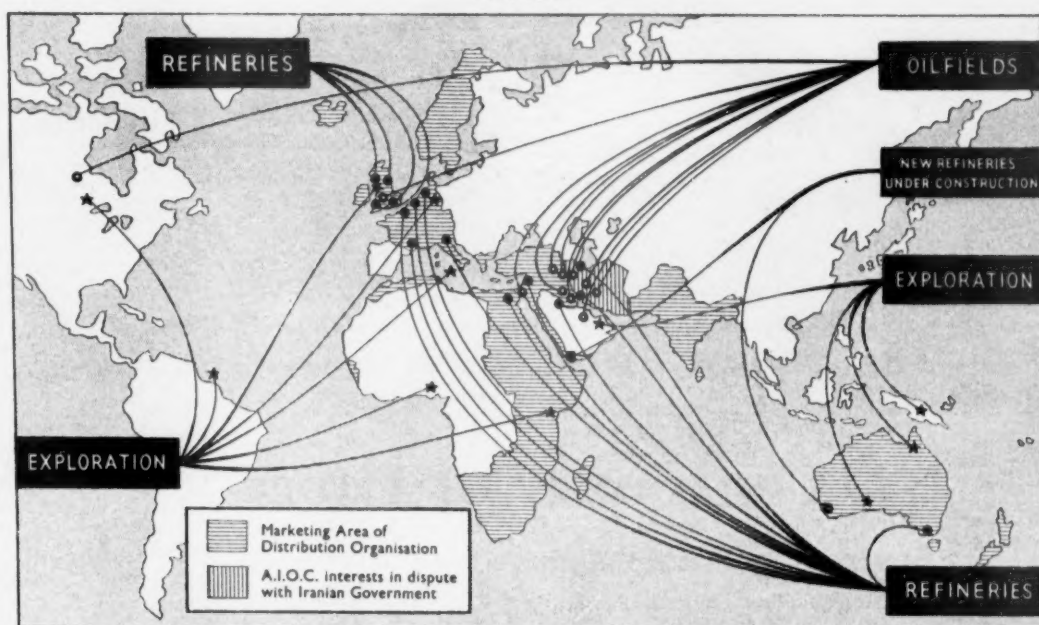 REFINERIES
OILFIELDS
NEW REFINERIES
UNDER CONSTRUCTION
EXPLORATION
EXPLORATION
Marketing Area of
Distribution Organisation
A.I.O.C. interests in dispute
with Iranian Government
REFINERIES